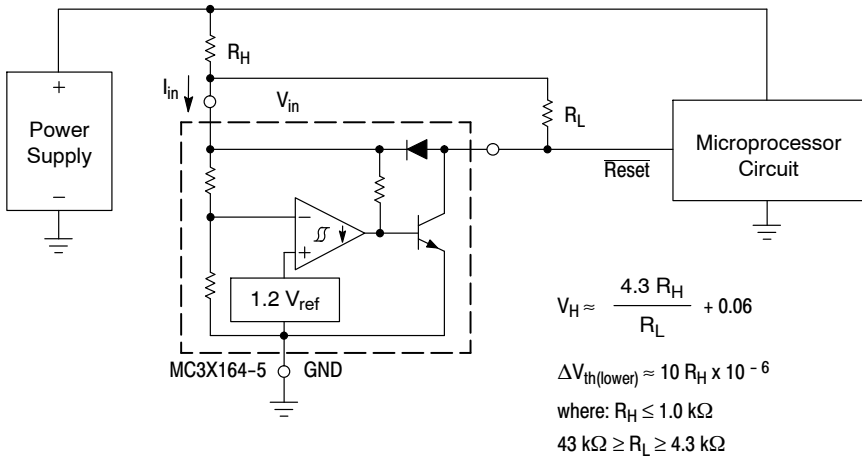 R_H
I_in
V_in
R_L
+
Power
Supply
−
Microprocessor
Circuit
Reset
−
+
1.2 V_ref
MC3X164−5
GND
V_H ≈ 4.3 R_H / R_L + 0.06
ΔV_th(lower) ≈ 10 R_H x 10 ⁻⁶
where: R_H ≤ 1.0 kΩ
43 kΩ ≥ R_L ≥ 4.3 kΩ